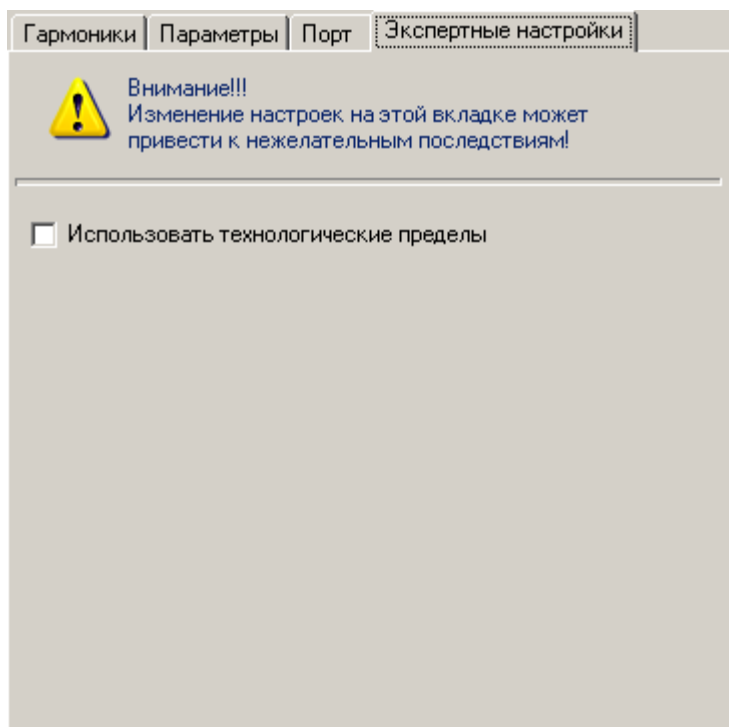 Гармоники Параметры Порт Экспертные настройки
Внимание!!!
Изменение настроек на этой вкладке может
привести к нежелательным последствиям!
Использовать технологические пределы